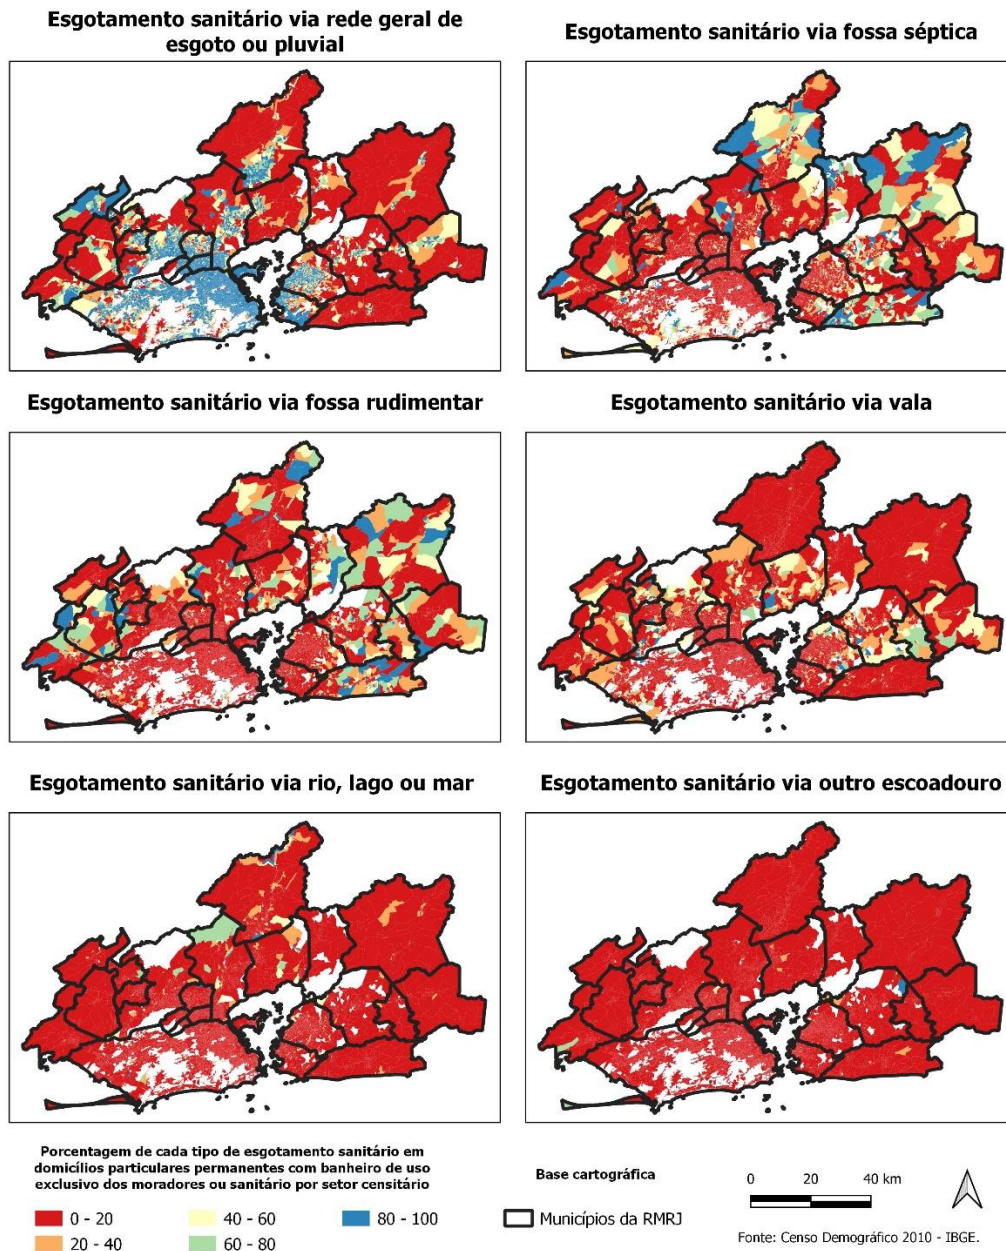 Esgotamento sanitário via rede geral de
esgoto ou pluvial
Esgotamento sanitário via fossa séptica
Esgotamento sanitário via fossa rudimentar
Esgotamento sanitário via vala
Esgotamento sanitário via rio, lago ou mar
Esgotamento sanitário via outro escoadouro
Porcentagem de cada tipo de esgotamento sanitário em
domicílios particulares permanentes com banheiro de uso
exclusivo dos moradores ou sanitário por setor censitário
0 - 20
20 - 40
40 - 60
60 - 80
80 - 100
Base cartográfica
Municípios da RMRJ
0 20 40 km
Fonte: Censo Demográfico 2010 - IBGE.